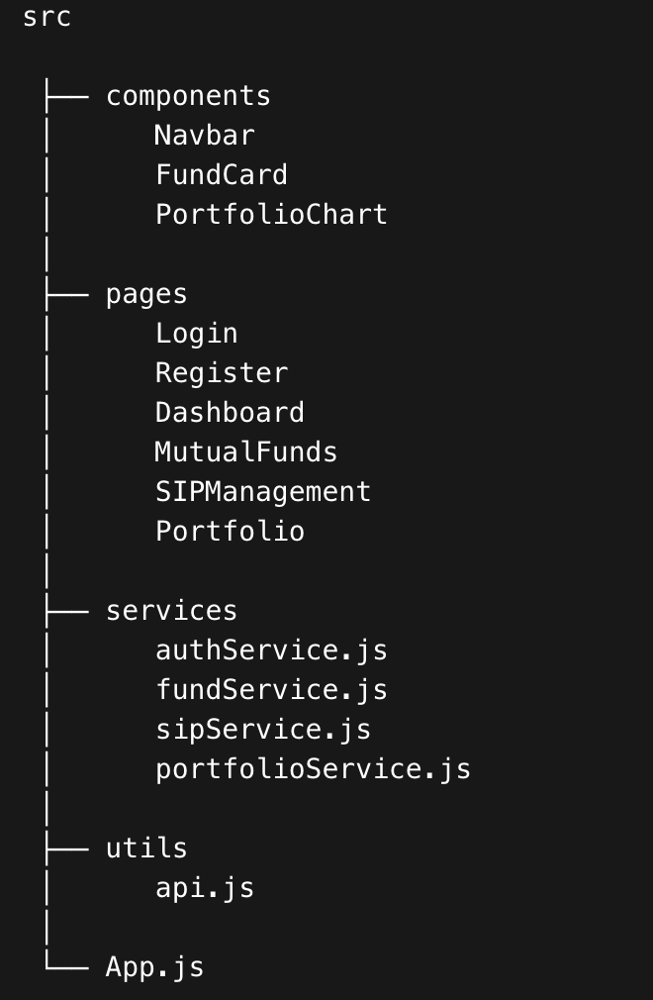 src
├── components
│      Navbar
│      FundCard
│      PortfolioChart
│
├── pages
│      Login
│      Register
│      Dashboard
│      MutualFunds
│      SIPManagement
│      Portfolio
│
├── services
│      authService.js
│      fundService.js
│      sipService.js
│      portfolioService.js
│
├── utils
│      api.js
│
└── App.js